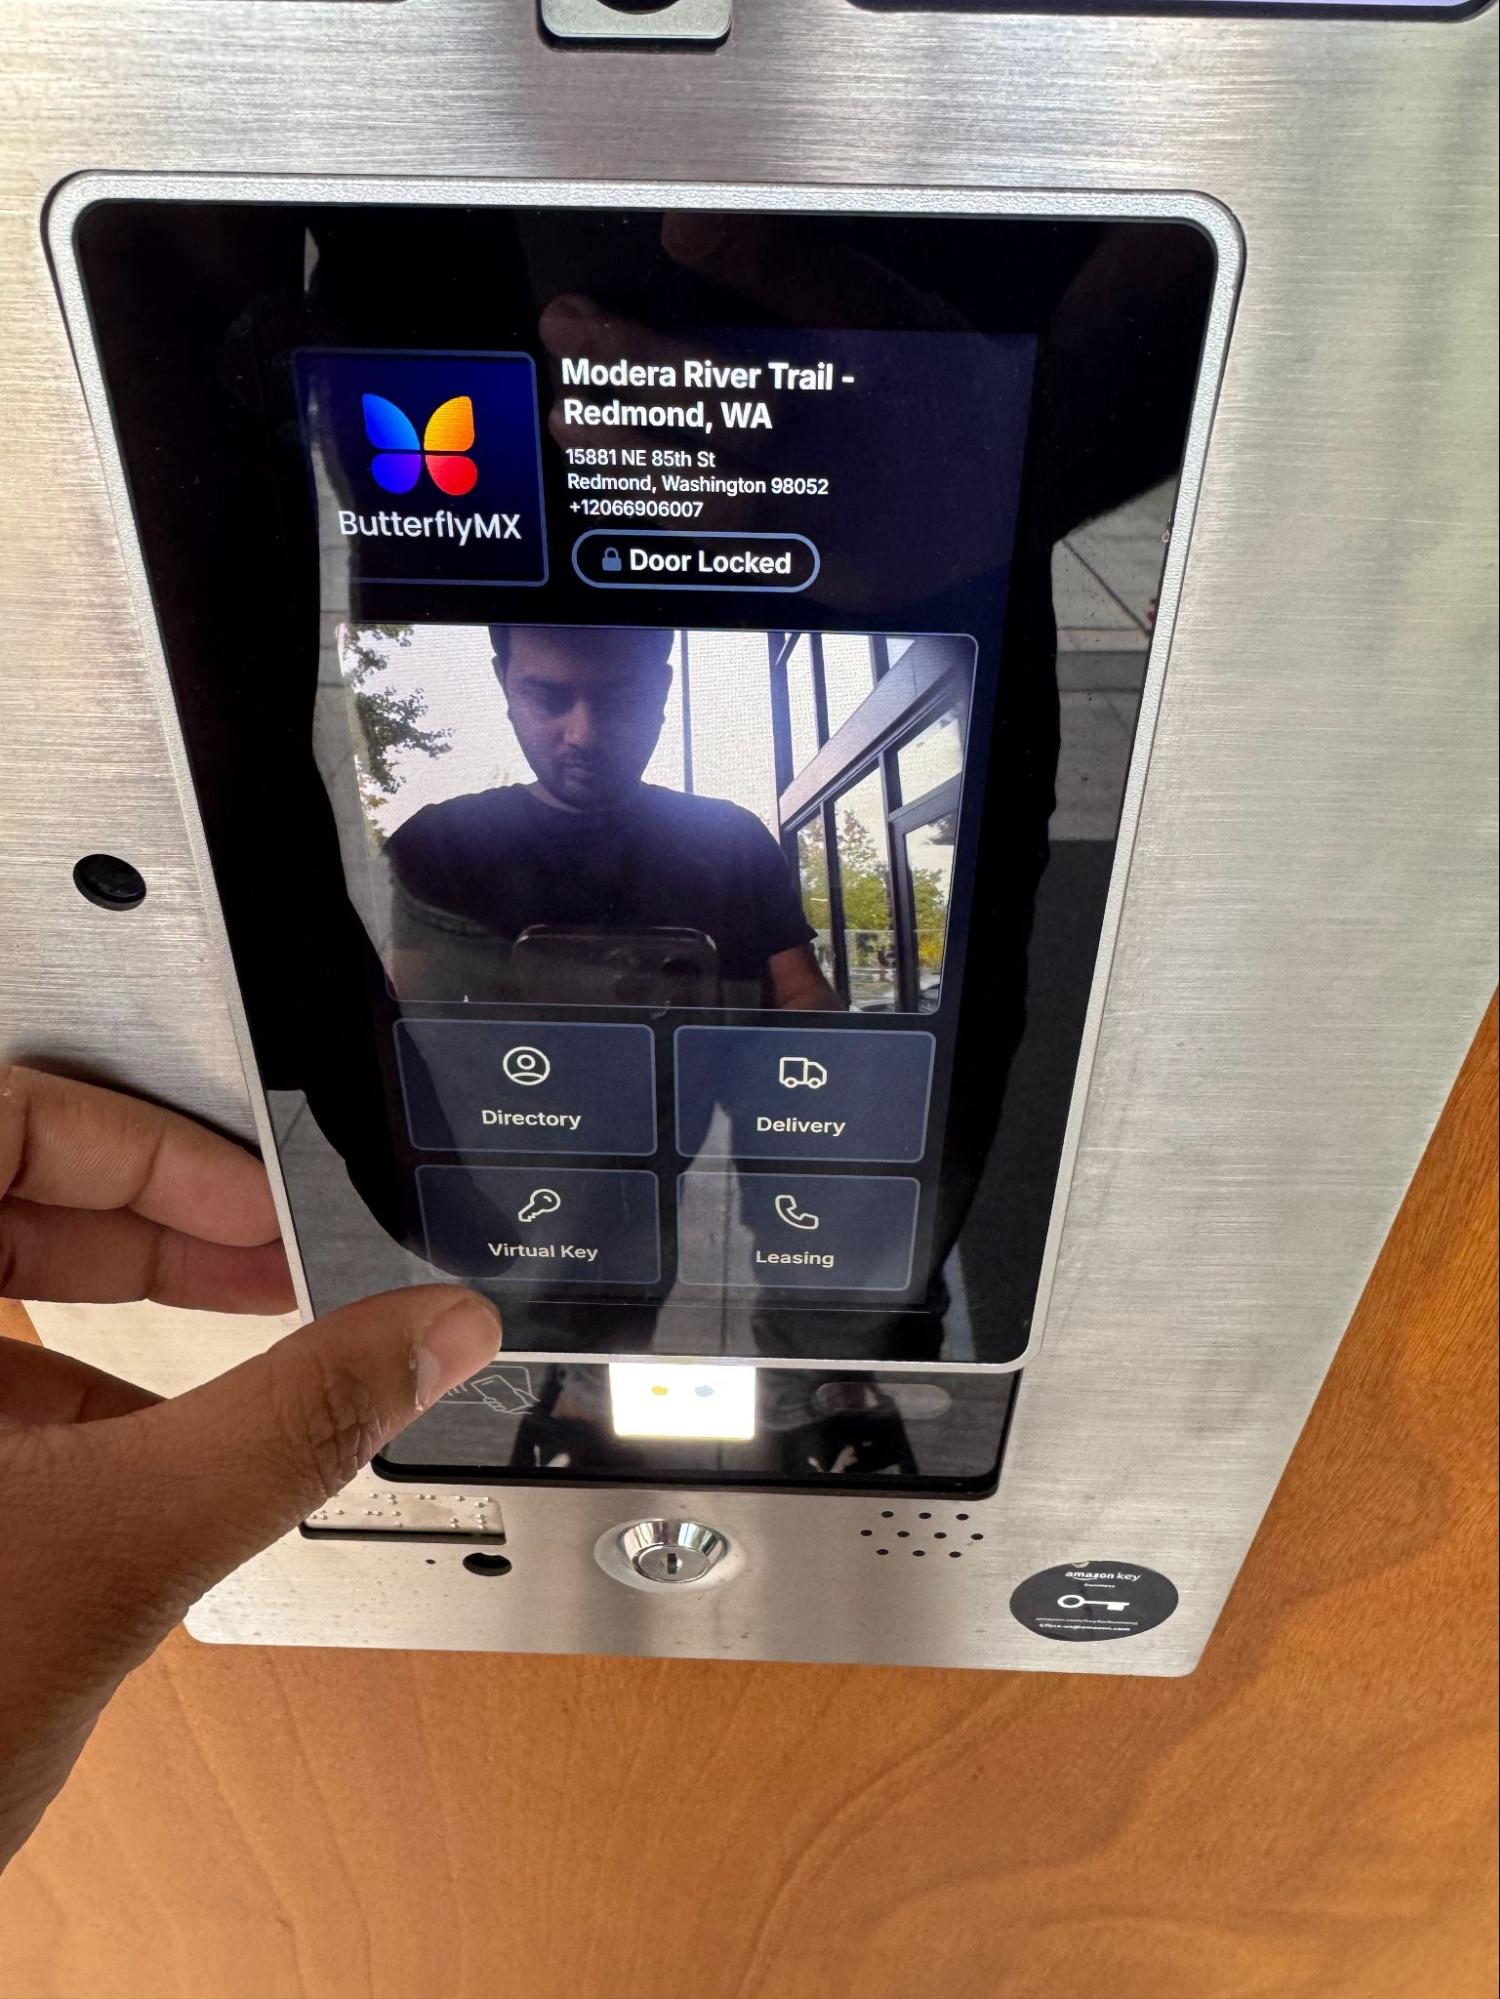 Modera River Trail -
Redmond, WA
15881 NE 85th St
Redmond, Washington 98052
+12066906007
ButterflyMX
Door Locked
Directory
Delivery
Virtual Key
Leasing
amazon key
business